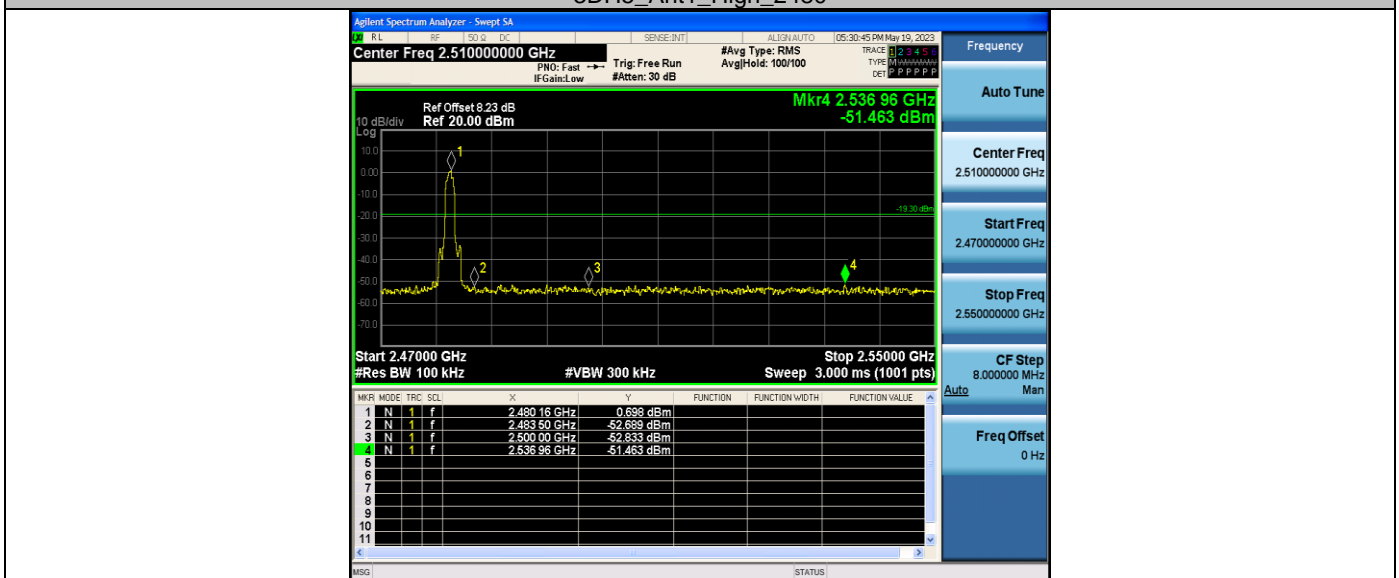 Agilent Spectrum Analyzer - Swept SA
RL RF 50 Ω DC SENSE:INT ALIGN AUTO 05:30:45 PM May 19, 2023
Center Freq 2.510000000 GHz
PNO: Fast
IFGain:Low
Trig: Free Run
#Atten: 30 dB
#Avg Type: RMS
Avg|Hold: 100/100
TRACE 1 2 3 4 5 6
TYPE M
DET P P P P P P
Frequency
Auto Tune
Center Freq
2.510000000 GHz
Start Freq
2.470000000 GHz
Stop Freq
2.550000000 GHz
CF Step
8.000000 MHz
Auto Man
Freq Offset
0 Hz
Mkr4 2.536 96 GHz
-51.463 dBm
Ref Offset 8.23 dB
10 dB/div Ref 20.00 dBm
Log
10.0
0.00
-10.0
-20.0
-30.0
-40.0
-50.0
-60.0
-70.0
1
2
3
4
-19.30 dBm
Start 2.47000 GHz Stop 2.55000 GHz
#Res BW 100 kHz #VBW 300 kHz Sweep 3.000 ms (1001 pts)
MKR MODE TRC SCL X Y FUNCTION FUNCTION WIDTH FUNCTION VALUE
1 N 1 f 2.480 16 GHz 0.698 dBm
2 N 1 f 2.483 50 GHz -52.689 dBm
3 N 1 f 2.500 00 GHz -52.833 dBm
4 N 1 f 2.536 96 GHz -51.463 dBm
5
6
7
8
9
10
11
MSG STATUS